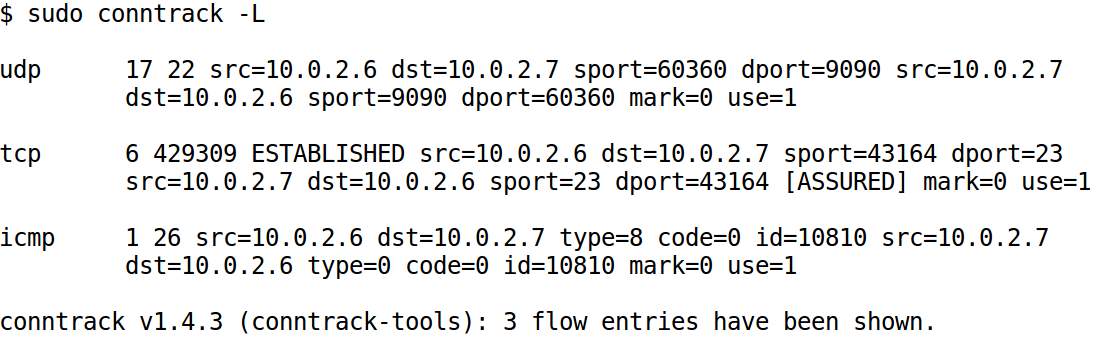 $ sudo conntrack -L
udp      17 22 src=10.0.2.6 dst=10.0.2.7 sport=60360 dport=9090 src=10.0.2.7
         dst=10.0.2.6 sport=9090 dport=60360 mark=0 use=1
tcp      6 429309 ESTABLISHED src=10.0.2.6 dst=10.0.2.7 sport=43164 dport=23
         src=10.0.2.7 dst=10.0.2.6 sport=23 dport=43164 [ASSURED] mark=0 use=1
icmp     1 26 src=10.0.2.6 dst=10.0.2.7 type=8 code=0 id=10810 src=10.0.2.7
         dst=10.0.2.6 type=0 code=0 id=10810 mark=0 use=1
conntrack v1.4.3 (conntrack-tools): 3 flow entries have been shown.